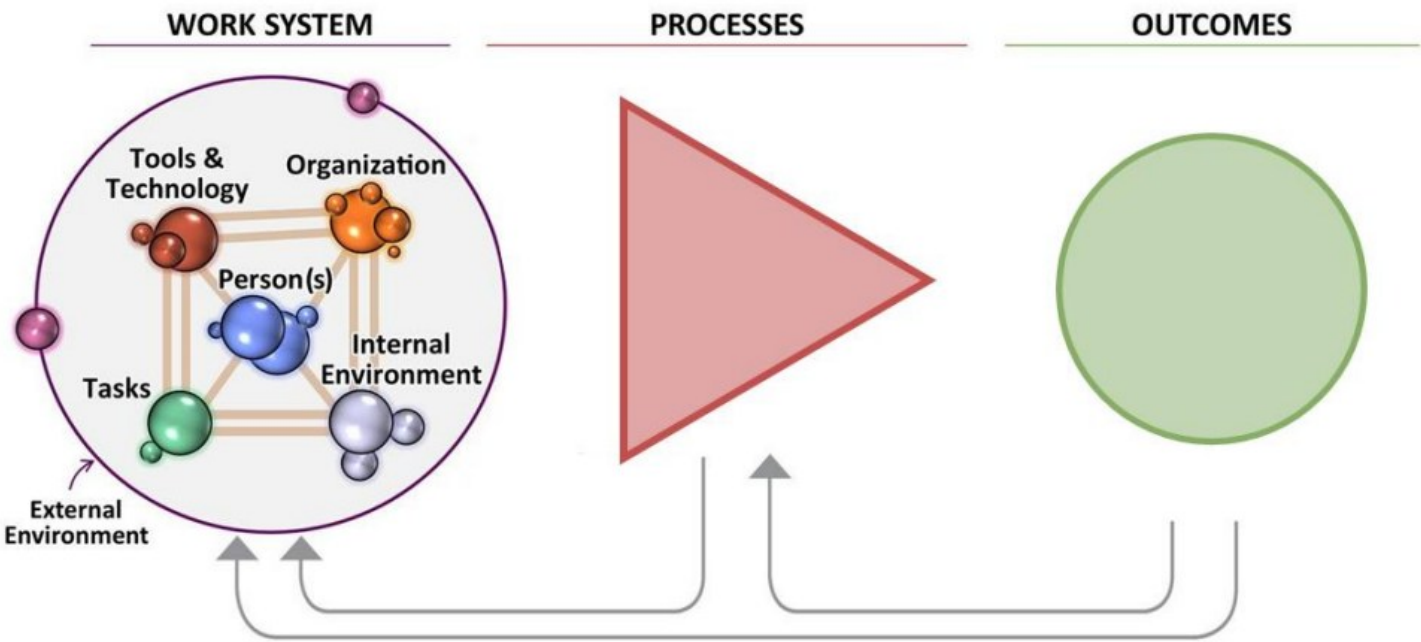 WORK SYSTEM
PROCESSES
OUTCOMES
Tools &
Technology
Organization
Person(s)
Internal
Environment
Tasks
External
Environment